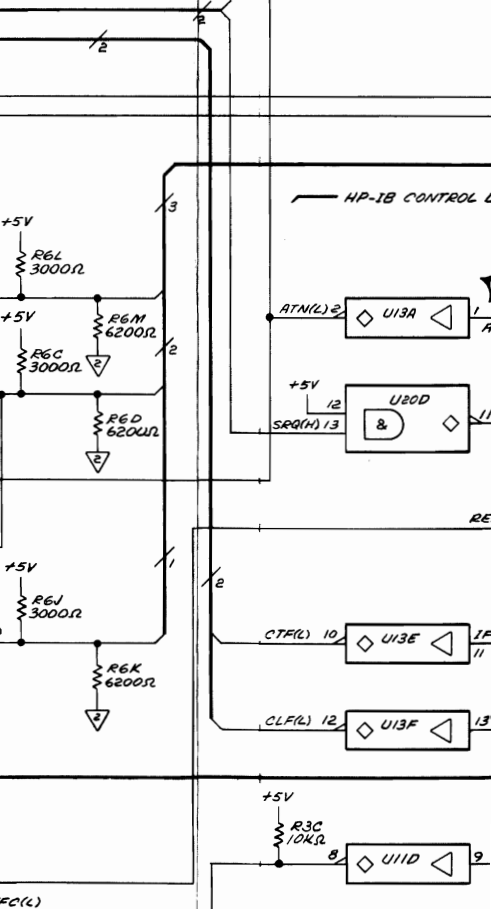 2
2
3
HP-IB CONTROL L
+5V
R6L
3000Ω
ATN(L) 2
U13A
1
+5V
R6M
6200Ω
R6C
3000Ω
2
2
+5V
12
U20D
&
11
R6D
6200Ω
SRQ(H) 13
2
RE
1
+5V
2
R6J
3000Ω
CTF(L) 10
U13E
IF
11
R6K
6200Ω
2
CLF(L) 12
U13F
13
+5V
R3C
10KΩ
8
U11D
9
FC(L)